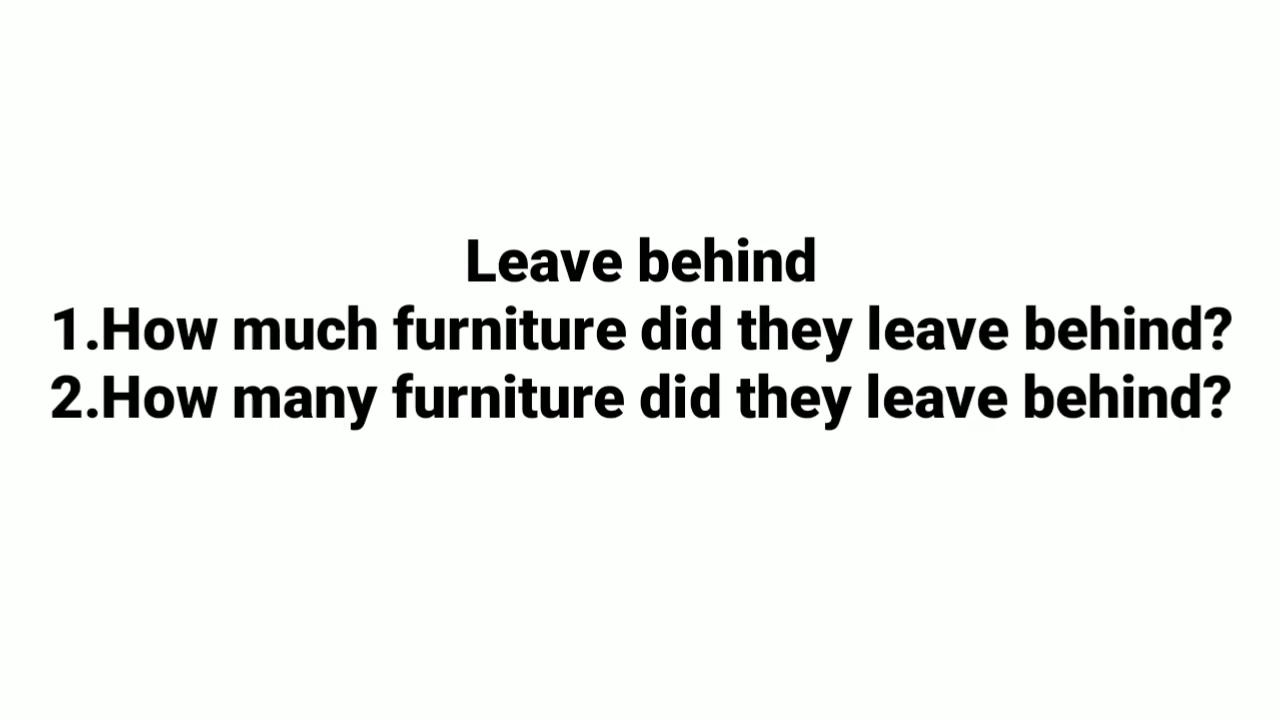 Leave behind
1.How much furniture did they leave behind?
2.How many furniture did they leave behind?